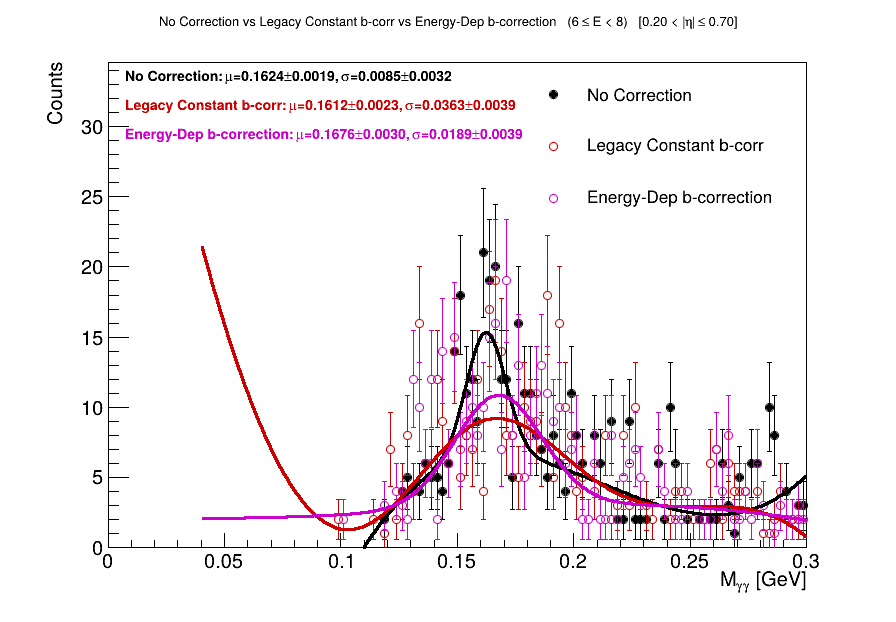 No Correction vs Legacy Constant b-corr vs Energy-Dep b-correction (6 ≤ E < 8) [0.20 < |η| ≤ 0.70]
Counts
No Correction: μ=0.1624±0.0019, σ=0.0085±0.0032
Legacy Constant b-corr: μ=0.1612±0.0023, σ=0.0363±0.0039
Energy-Dep b-correction: μ=0.1676±0.0030, σ=0.0189±0.0039
No Correction
Legacy Constant b-corr
Energy-Dep b-correction
30
25
20
15
10
5
0
0 0.05 0.1 0.15 0.2 0.25 0.3
Mγγ [GeV]